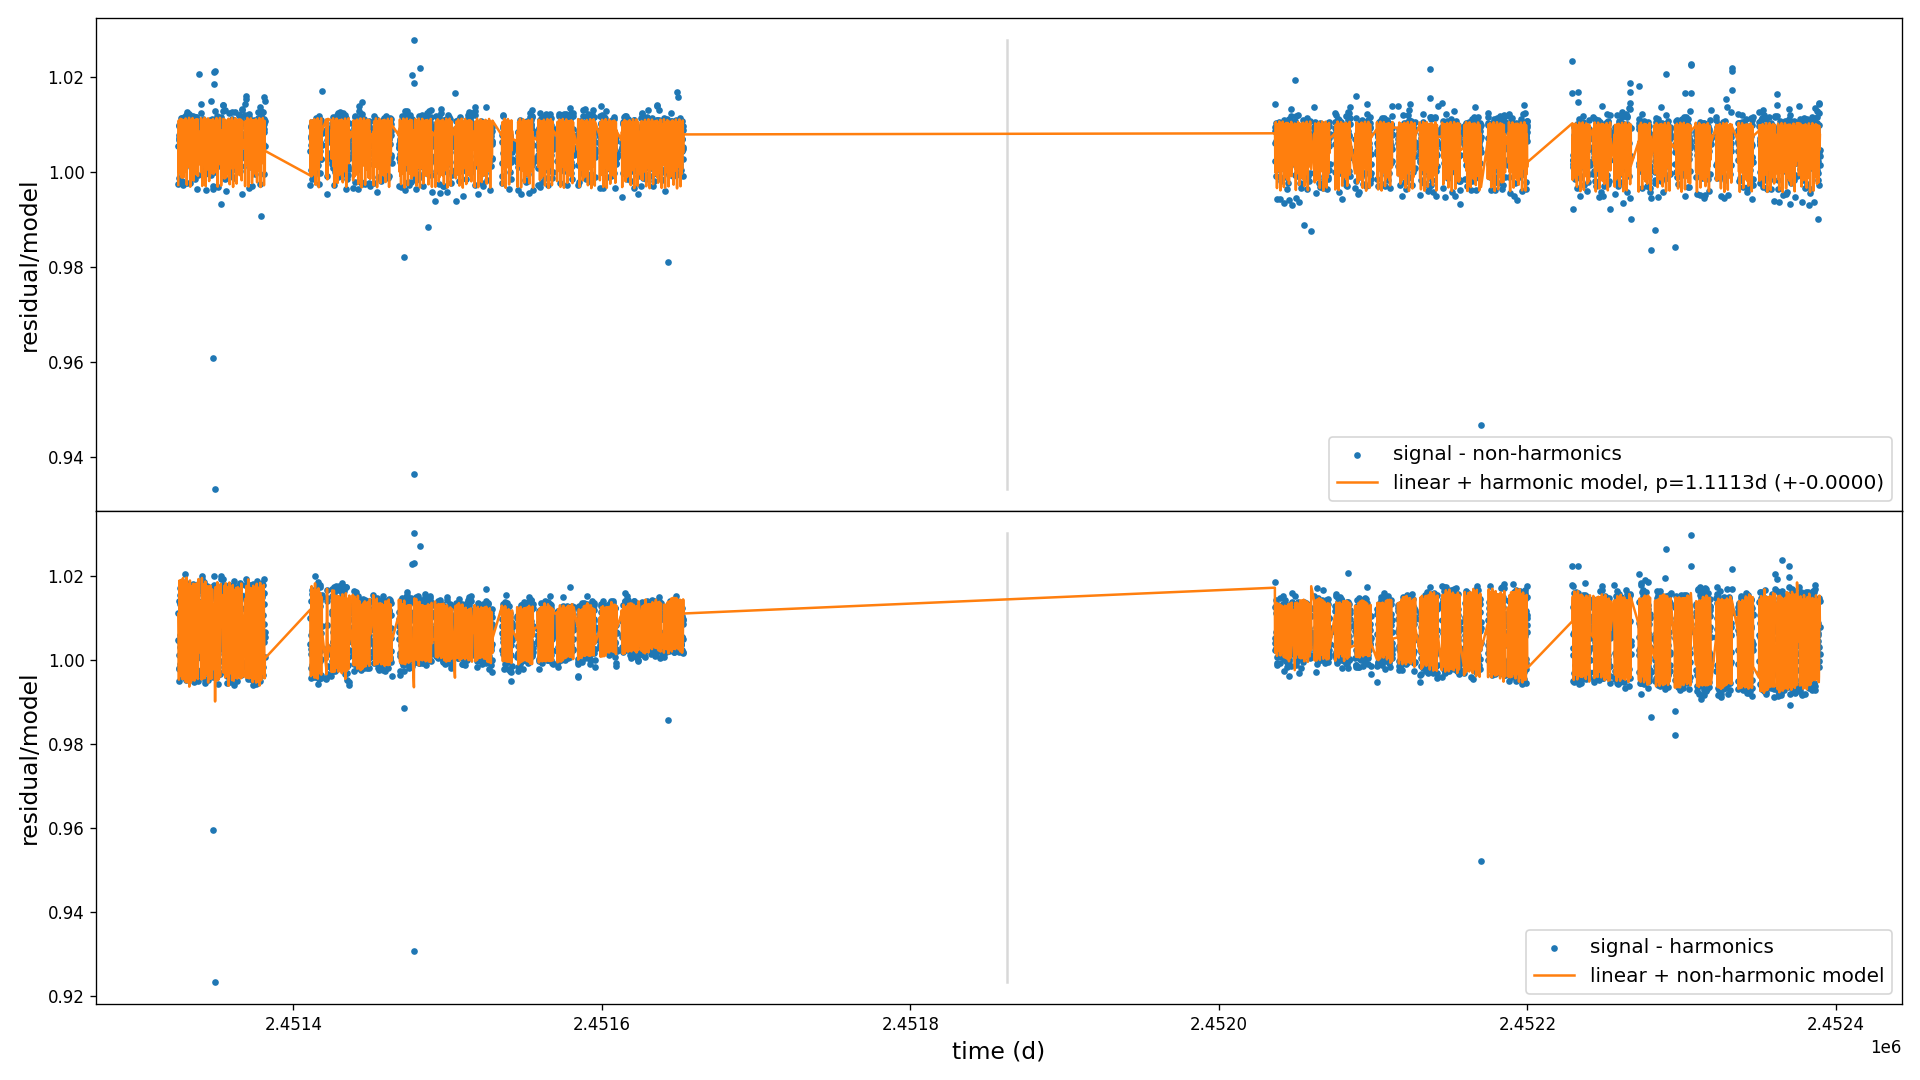 1.02
1.00
0.98
0.96
0.94
residual/model
signal - non-harmonics
linear + harmonic model, p=1.1113d (+-0.0000)
1.02
1.00
0.98
0.96
0.94
0.92
residual/model
signal - harmonics
linear + non-harmonic model
2.4514
2.4516
2.4518
2.4520
2.4522
2.4524
time (d)
1e6